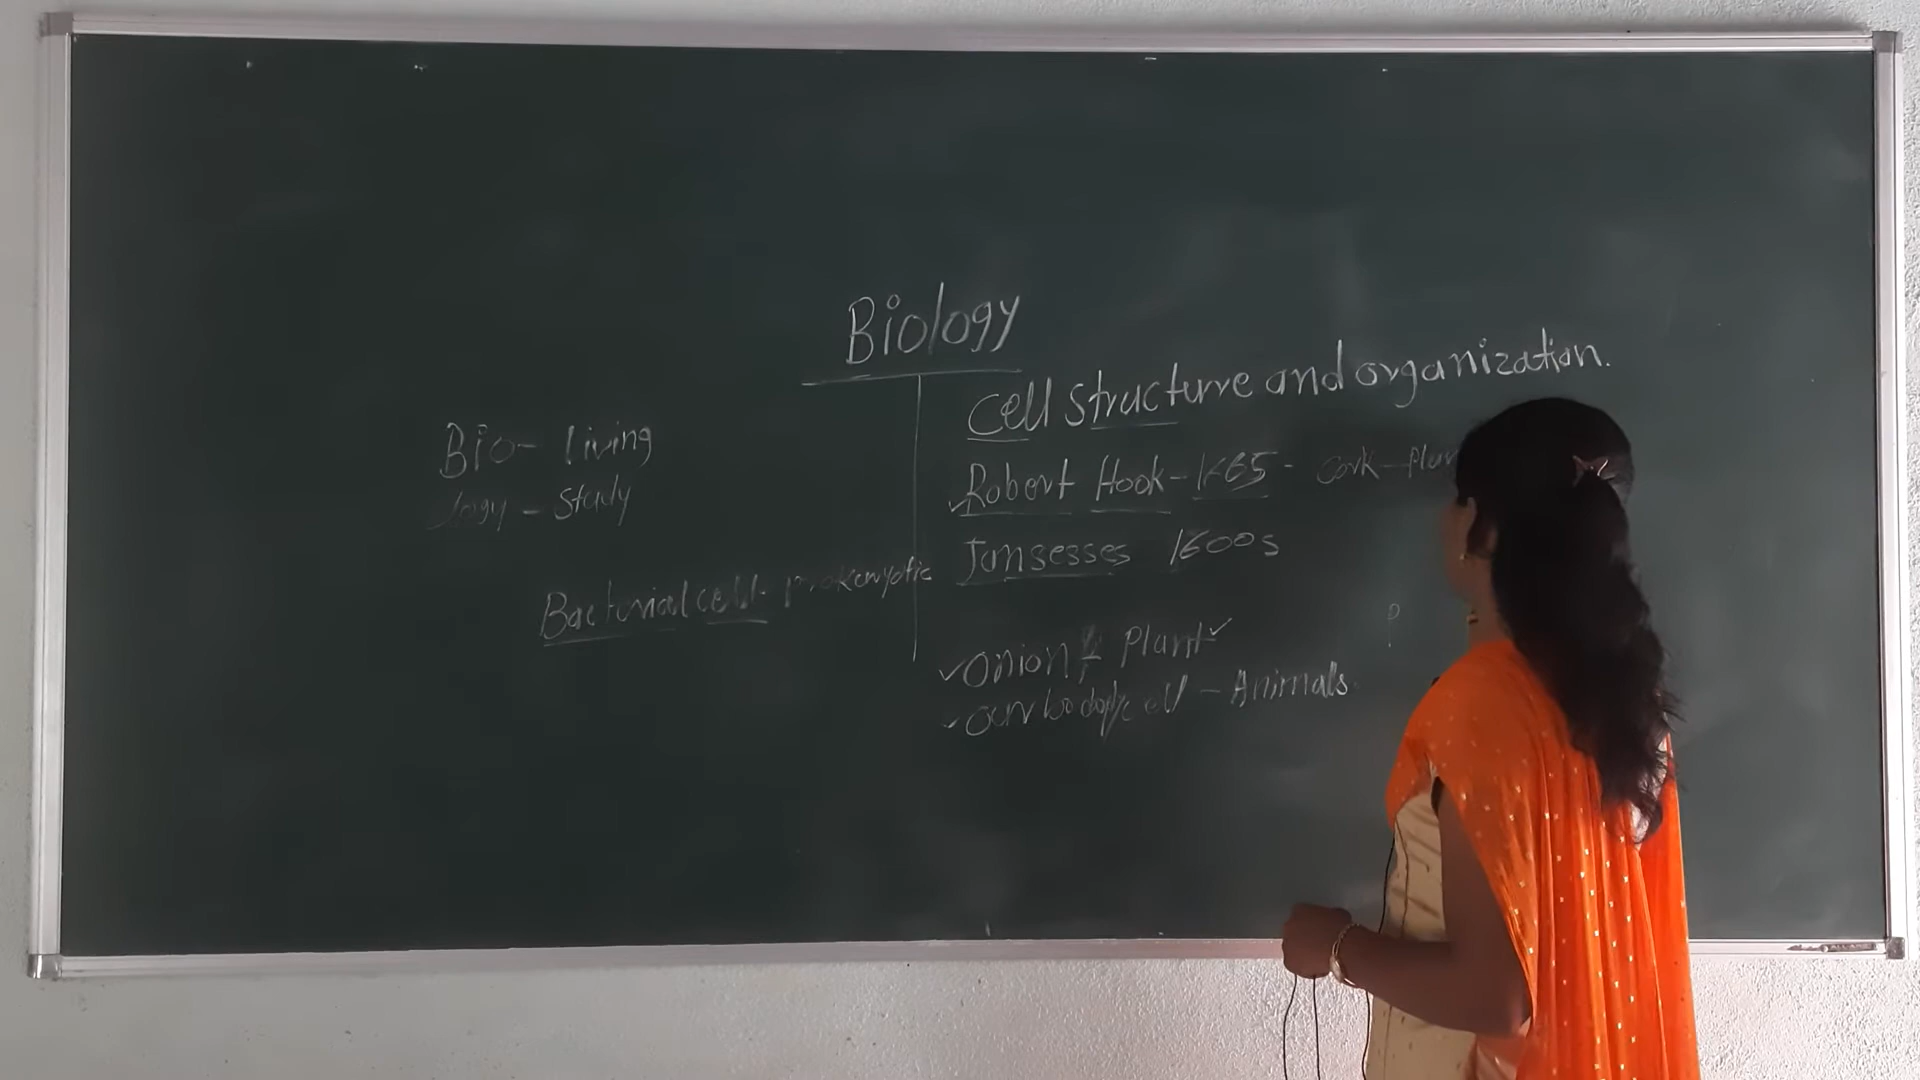 Biology
Bio- living
logy - study
Bacterial cell- prokaryotic
Cell structure and organization.
Robert Hook-1665- cork-plan
Jansesses 1600s
✓Onion - Plant✓
?
✓our body cell - Animals